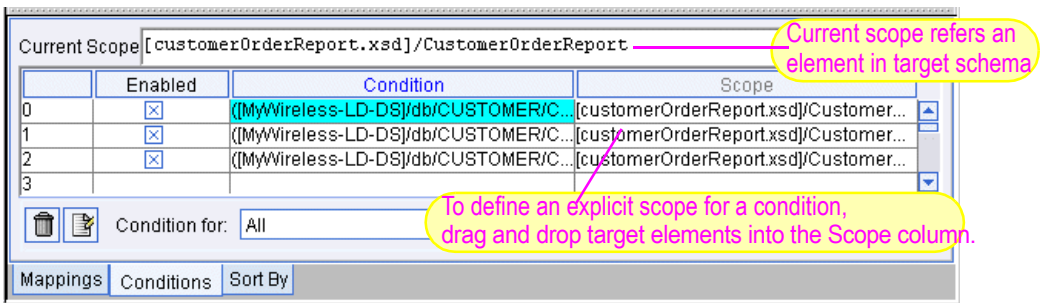 Current Scope [customerOrderReport.xsd]/CustomerOrderReport
Current scope refers an
element in target schema
Enabled Condition Scope
0 ([MyWireless-LD-DS]/db/CUSTOMER/C... [customerOrderReport.xsd]/Customer...
1 ([MyWireless-LD-DS]/db/CUSTOMER/C... [customerOrderReport.xsd]/Customer...
2 ([MyWireless-LD-DS]/db/CUSTOMER/C... [customerOrderReport.xsd]/Customer...
3
To define an explicit scope for a condition,
drag and drop target elements into the Scope column.
Condition for: All
Mappings Conditions Sort By